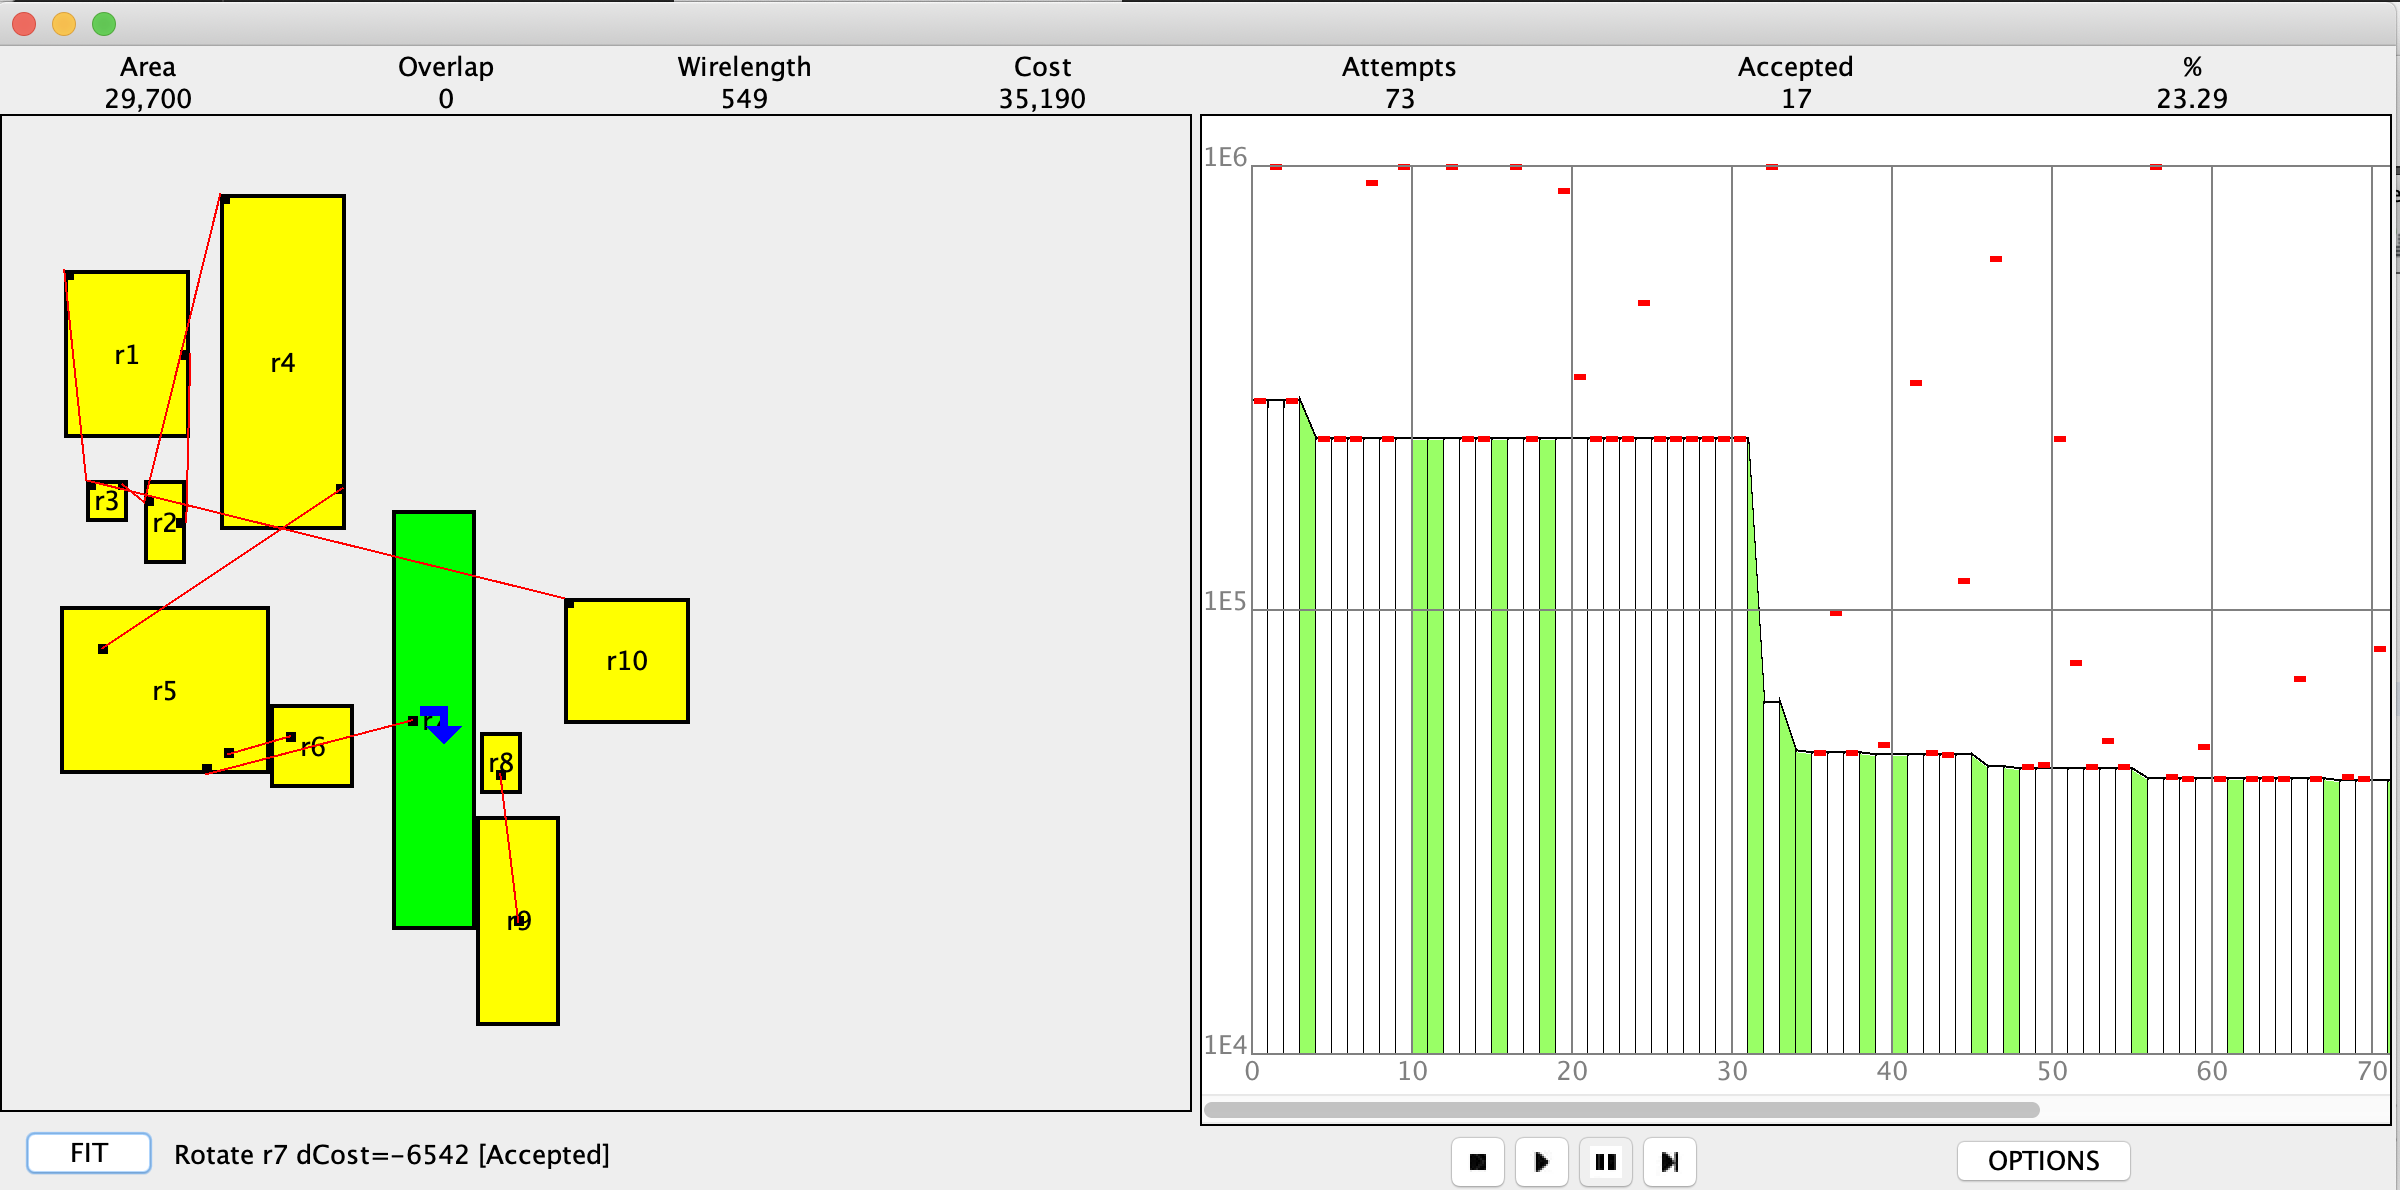 Area Overlap Wirelength Cost Attempts Accepted %
29,700 0 549 35,190 73 17 23.29
r1
r4
r3
r2
r5
r6
r8
r10
r9
1E6
1E5
1E4
0 10 20 30 40 50 60 70
FIT Rotate r7 dCost=-6542 [Accepted] OPTIONS